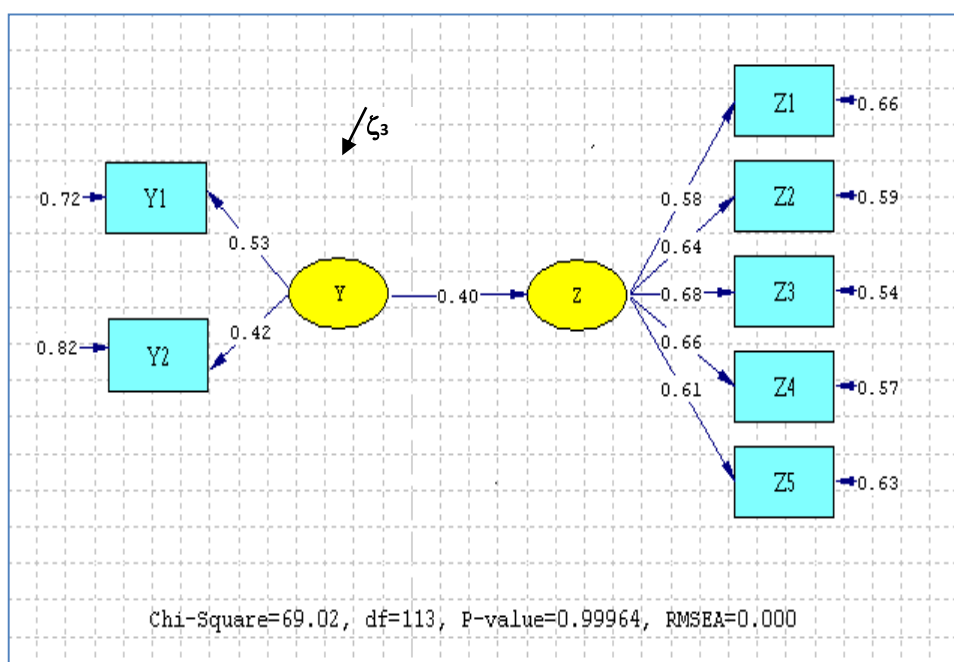 ζ₃
Z1
0.66
0.72
Y1
0.53
0.58
Z2
0.59
0.64
Y
0.40
Z
0.68
Z3
0.54
0.82
Y2
0.42
0.66
Z4
0.57
0.61
Z5
0.63
Chi-Square=69.02, df=113, P-value=0.99964, RMSEA=0.000